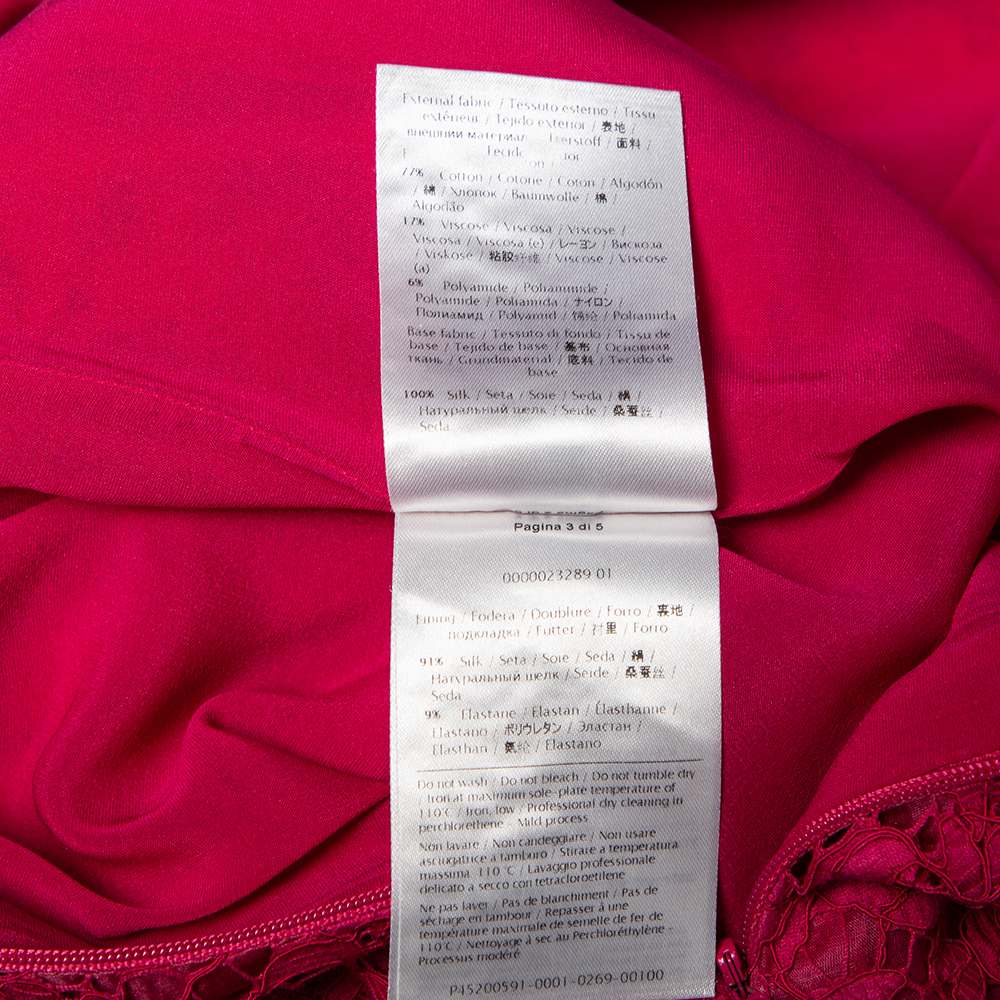 External fabric / Tessuto esterno / Tissu
extérieur / Tejido exterior / 表地 /
внешний материал erstoff / 面料 /
77% Cotton / Cotone / Coton / Algodón
/ 綿 / Хлопок / Baumwolle / 棉 /
Algodão
17% Viscose / Viscosa / Viscose /
Viscosa / Viscosa (e) / レーヨン / Вискоза
/ Viskose / 粘胶纤维 / Viscose / Viscose
(a)
6% Polyamide / Poliammide /
Polyamide / Poliamida / ナイロン /
Полиамид / Polyamid / 锦纶 / Poliamida
Base fabric / Tessuto di fondo / Tissu de
base / Tejido de base / 基布 / Основная
ткань / Grundmaterial / 底料 / Tecido de
base
100% Silk / Seta / Soie / Seda / 絹 /
Натуральный шелк / Seide / 桑蚕丝 /
Seda
Pagina 3 di 5
0000023289 01
Lining / Fodera / Doublure / Forro / 裏地 /
подкладка / Futter / 衬里 / Forro
91% Silk / Seta / Soie / Seda / 絹 /
Натуральный шелк / Seide / 桑蚕丝 /
Seda
9% Elastane / Elastan / Élasthanne /
Elastano / ポリウレタン / Эластан /
Elasthan / 氨纶 / Elastano
Do not wash / Do not bleach / Do not tumble dry
/ Iron at maximum sole-plate temperature of
110°C / Iron, low / Professional dry cleaning in
perchlorethene - Mild process
Non lavare / Non candeggiare / Non usare
asciugatrice a tamburo / Stirare a temperatura
massima 110 °C / Lavaggio professionale
delicato a secco con tetracloroetilene
Ne pas laver / Pas de blanchiment / Pas de
séchage en tambour / Repasser à une
température maximale de semelle de fer de
110°C / Nettoyage à sec au Perchloréthylène -
Processus modéré
P45200591-0001-0269-00100